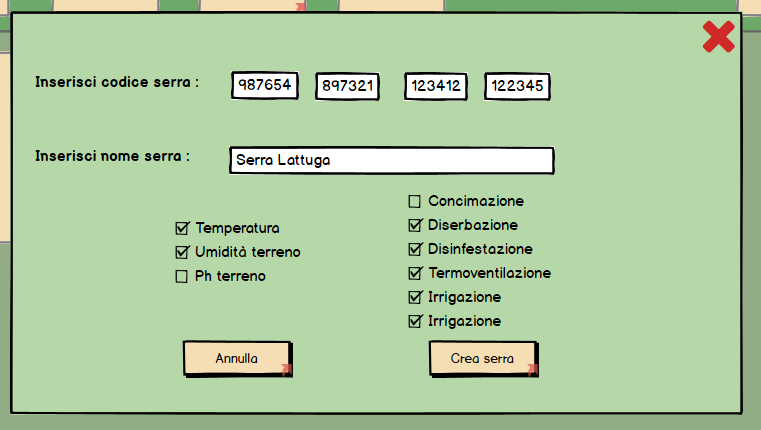 Inserisci codice serra : 987654 897321 123412 122345
Inserisci nome serra : Serra Lattuga
Temperatura
Umidità terreno
Ph terreno
Concimazione
Diserbazione
Disinfestazione
Termoventilazione
Irrigazione
Irrigazione
Annulla
Crea serra